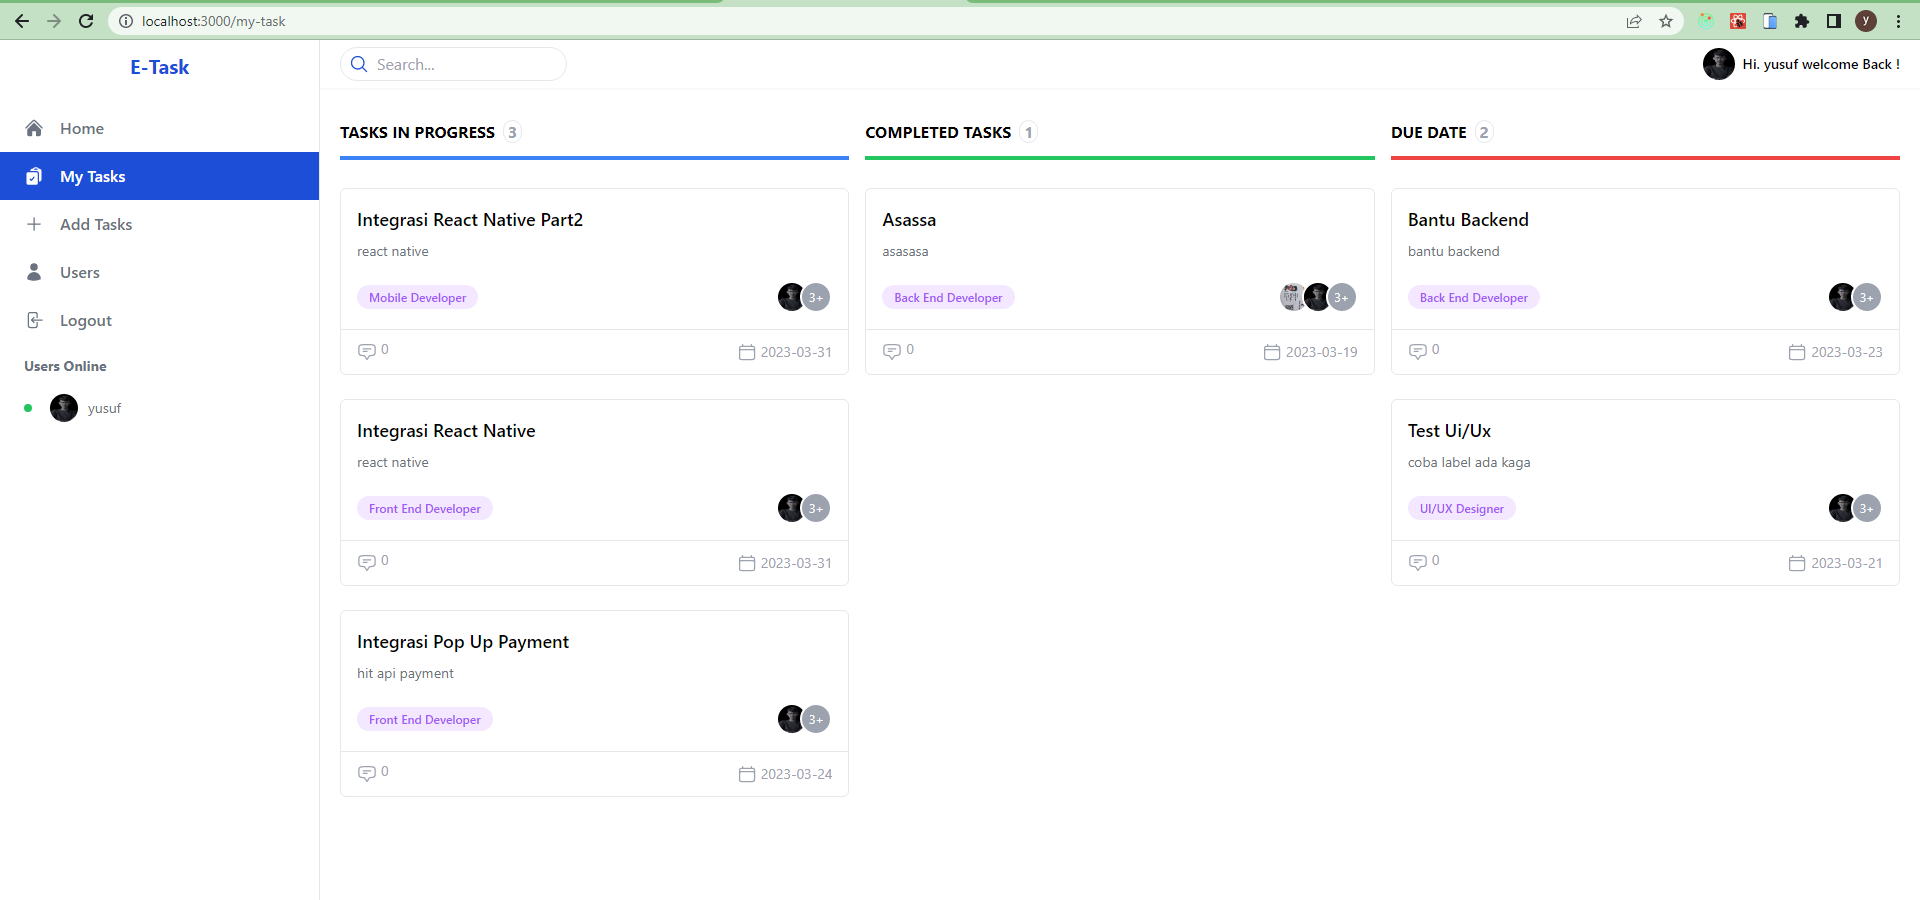 localhost:3000/my-task
y
E-Task
Home
My Tasks
Add Tasks
Users
Logout
Users Online
yusuf
Search...
Hi. yusuf welcome Back !
TASKS IN PROGRESS 3
Integrasi React Native Part2
react native
Mobile Developer 3+
0 2023-03-31
Integrasi React Native
react native
Front End Developer 3+
0 2023-03-31
Integrasi Pop Up Payment
hit api payment
Front End Developer 3+
0 2023-03-24
COMPLETED TASKS 1
Asassa
asasasa
Back End Developer 3+
0 2023-03-19
DUE DATE 2
Bantu Backend
bantu backend
Back End Developer 3+
0 2023-03-23
Test Ui/Ux
coba label ada kaga
UI/UX Designer 3+
0 2023-03-21